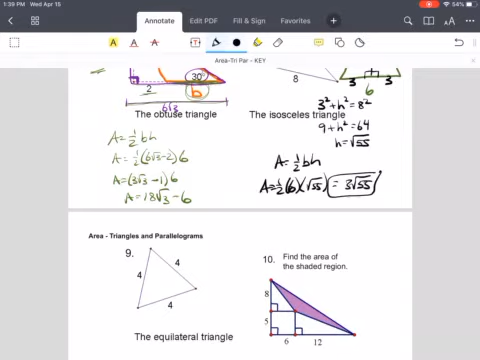 1:39 PM Wed Apr 15
54%
Annotate
Edit PDF
Fill & Sign
Favorites
Area-Tri Par - KEY
30°
2
b
6√3
8
6
3
3
The obtuse triangle
The isosceles triangle
A=½bh
A=½(6√3-2)6
A=(3√3-1)6
A=18√3-6
3²+h²=8²
9+h²=64
h=√55
A=½bh
A=½(6)(√55)=3√55
Area - Triangles and Parallelograms
9.
4
4
4
The equilateral triangle
10. Find the area of
the shaded region.
8
5
6
12